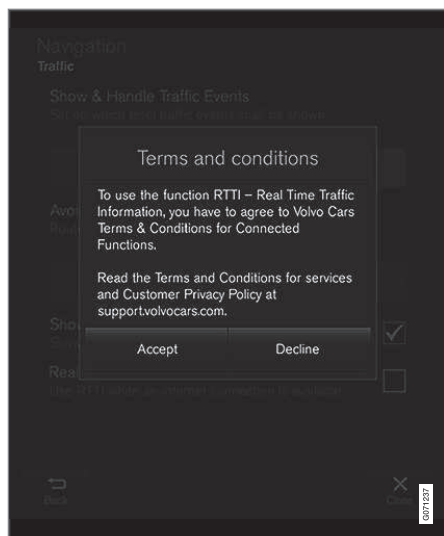 Navigation
Traffic
Show & Handle Traffic Events
Terms and conditions
To use the function RTTI – Real Time Traffic
Information, you have to agree to Volvo Cars
Terms & Conditions for Connected
Functions.
Read the Terms and Conditions for services
and Customer Privacy Policy at
support.volvocars.com.
Accept
Decline
Back
Close
G071237